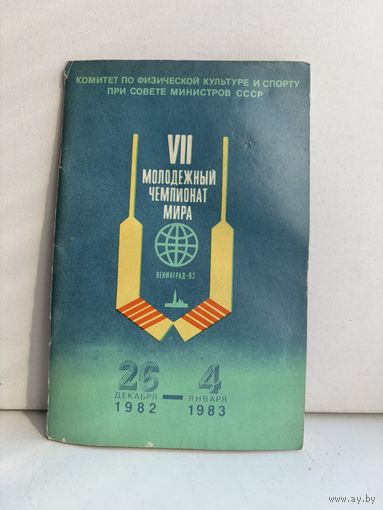 КОМИТЕТ ПО ФИЗИЧЕСКОЙ КУЛЬТУРЕ И СПОРТУ
ПРИ СОВЕТЕ МИНИСТРОВ СССР
VII
МОЛОДЕЖНЫЙ
ЧЕМПИОНАТ
МИРА
ЛЕНИНГРАД-83
26 — 4
ДЕКАБРЯ ЯНВАРЯ
1982 1983
ay.by